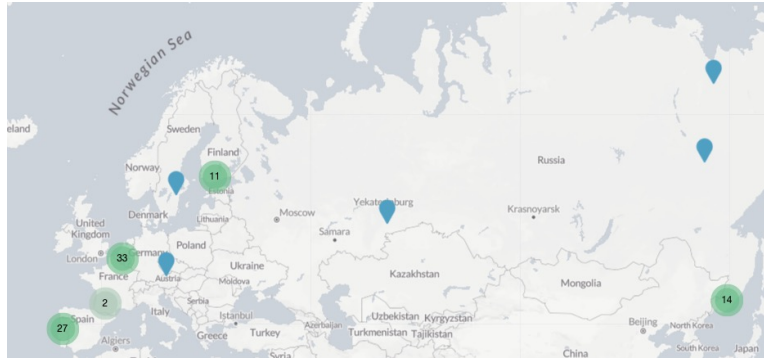 Norwegian Sea
eland
Sweden
Finland
Norway
11
Estonia
Russia
Yekaterinburg
Krasnoyarsk
Denmark
Lithuania
Moscow
United
Kingdom
Samara
London
33
Germany
Poland
France
Austria
Ukraine
Moldova
Kazakhstan
Mongolia
2
Serbia
14
27
Spain
Italy
Istanbul
Uzbekistan
Kyrgyzstan
Beijing
North Korea
Algiers
Greece
Turkey
Azerbaijan
Turkmenistan
Tajikistan
South Korea
Japan
Syria
China